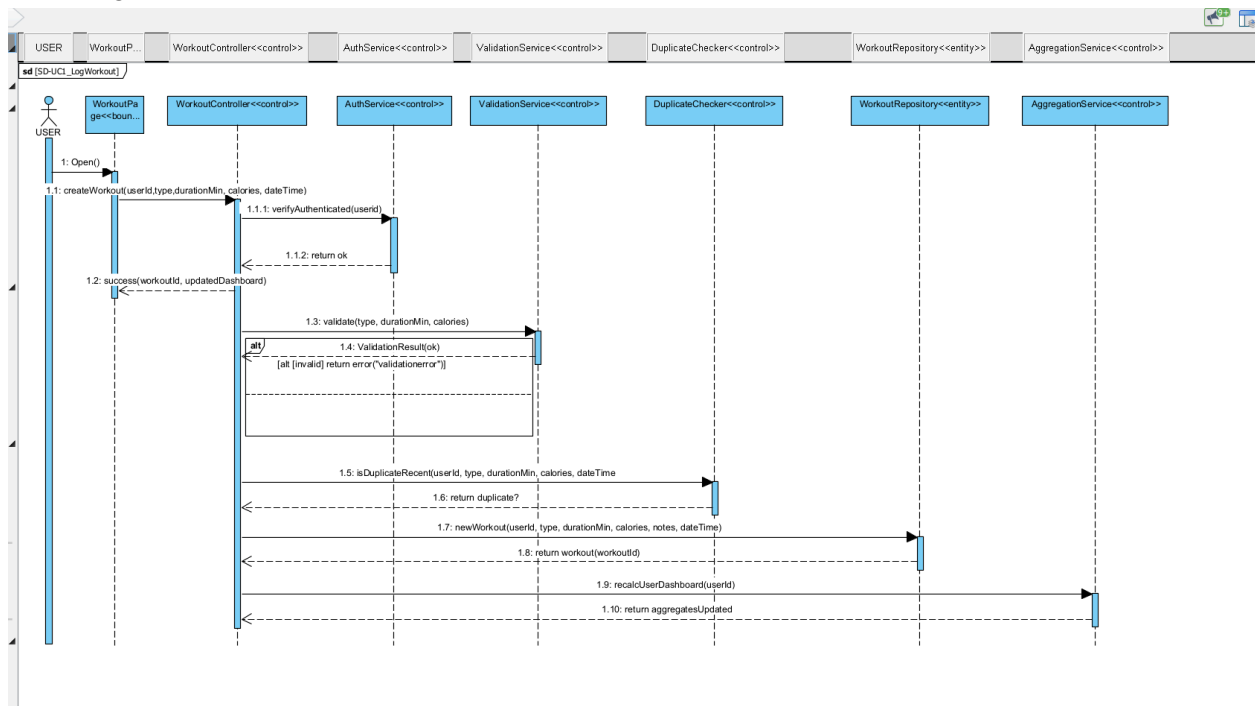 9+
USER
WorkoutP...
WorkoutController<<control>>
AuthService<<control>>
ValidationService<<control>>
DuplicateChecker<<control>>
WorkoutRepository<<entity>>
AggregationService<<control>>
sd [SD-UC1_LogWorkout]
USER
WorkoutPa
ge<<boun...
WorkoutController<<control>>
AuthService<<control>>
ValidationService<<control>>
DuplicateChecker<<control>>
WorkoutRepository<<entity>>
AggregationService<<control>>
1: Open()
1.1: createWorkout(userId,type,durationMin, calories, dateTime)
1.1.1: verifyAuthenticated(userid)
1.1.2: return ok
1.2: success(workoutId, updatedDashboard)
1.3: validate(type, durationMin, calories)
alt
1.4: ValidationResult(ok)
[alt [invalid] return error("validationerror")]
1.5: isDuplicateRecent(userId, type, durationMin, calories, dateTime
1.6: return duplicate?
1.7: newWorkout(userId, type, durationMin, calories, notes, dateTime)
1.8: return workout(workoutId)
1.9: recalcUserDashboard(userId)
1.10: return aggregatesUpdated